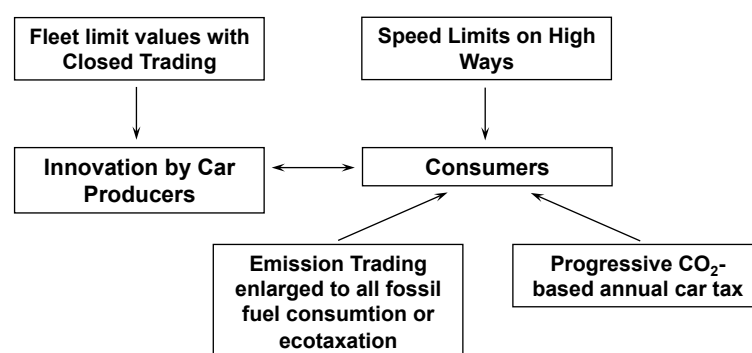 Fleet limit values with
Closed Trading
Speed Limits on High
Ways
Innovation by Car
Producers
Consumers
Emission Trading
enlarged to all fossil
fuel consumtion or
ecotaxation
Progressive CO₂-
based annual car tax